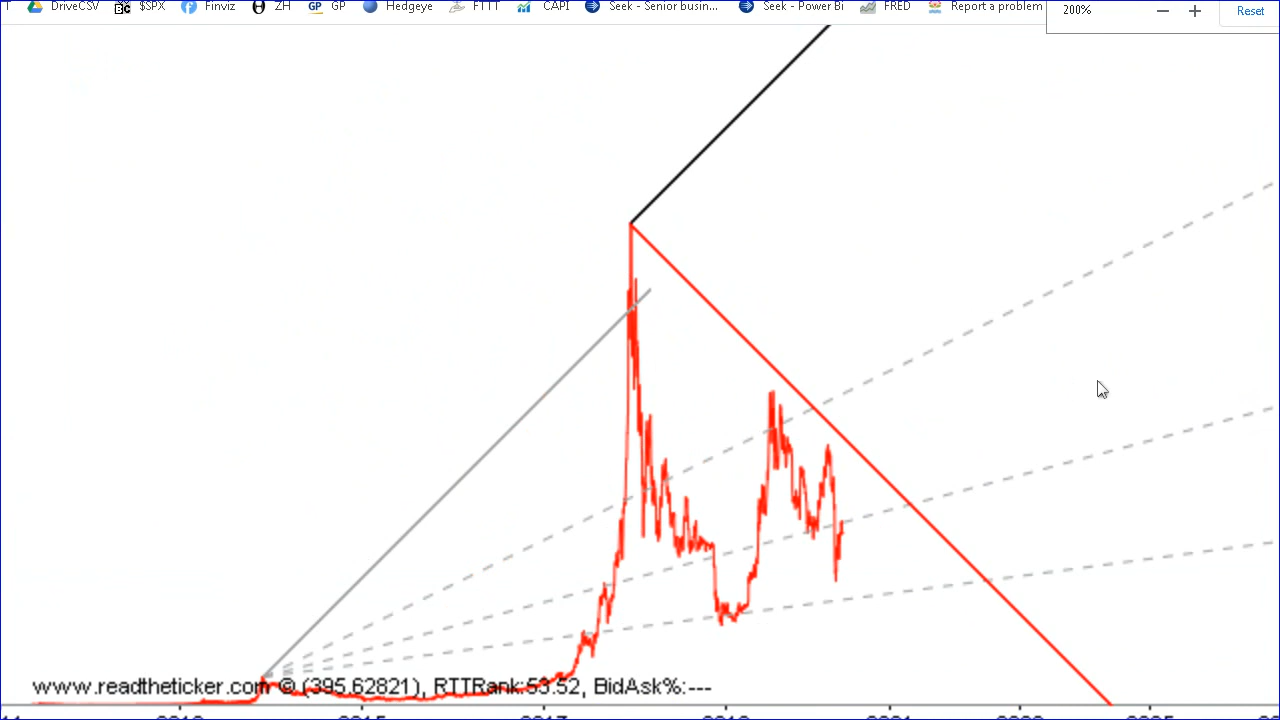 DriveCSV BC $SPX Finviz ZH GP GP Hedgeye FTTT CAPI Seek - Senior busin... Seek - Power Bi FRED Report a problem
200% — + Reset
www.readtheticker.com © (395.62821), RTTRank:53.52, BidAsk%:---